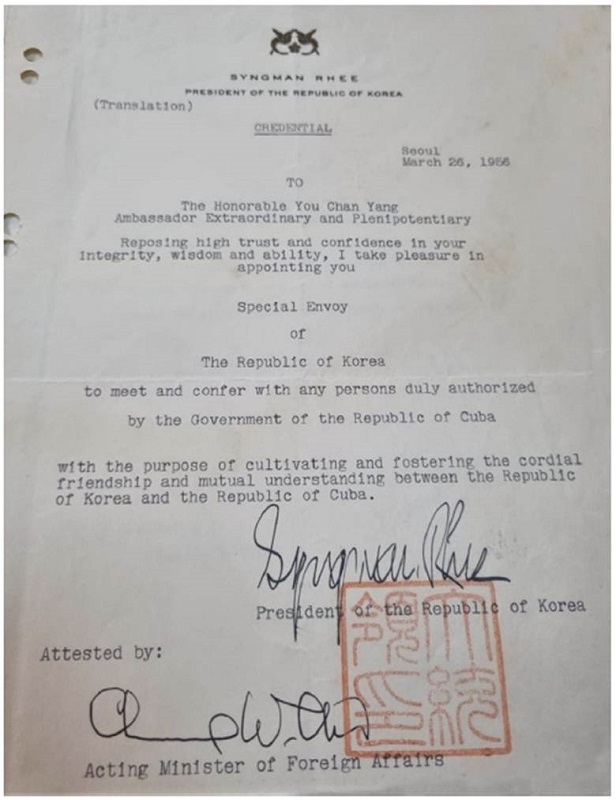 SYNGMAN RHEE
PRESIDENT OF THE REPUBLIC OF KOREA
(Translation)
CREDENTIAL
Seoul
March 26, 1956
TO
The Honorable You Chan Yang
Ambassador Extraordinary and Plenipotentiary
Reposing high trust and confidence in your
integrity, wisdom and ability, I take pleasure in
appointing you
Special Envoy
of
The Republic of Korea
to meet and confer with any persons duly authorized
by the Government of the Republic of Cuba
with the purpose of cultivating and fostering the cordial
friendship and mutual understanding between the Republic
of Korea and the Republic of Cuba.
Syngman Rhee
President of the Republic of Korea
大統
領印
Attested by:
Acting Minister of Foreign Affairs